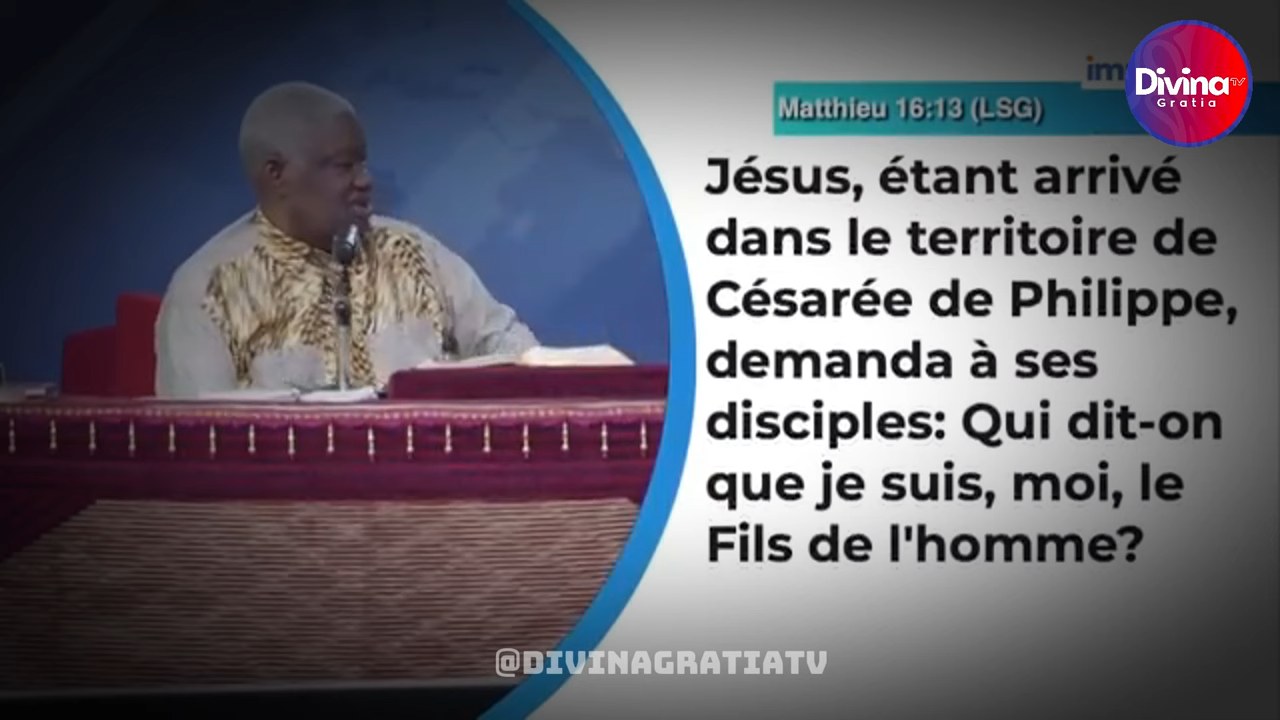 Divina TV
Gratia
Matthieu 16:13 (LSG)
Jésus, étant arrivé
dans le territoire de
Césarée de Philippe,
demanda à ses
disciples: Qui dit-on
que je suis, moi, le
Fils de l'homme?
@DIVINAGRATIATV